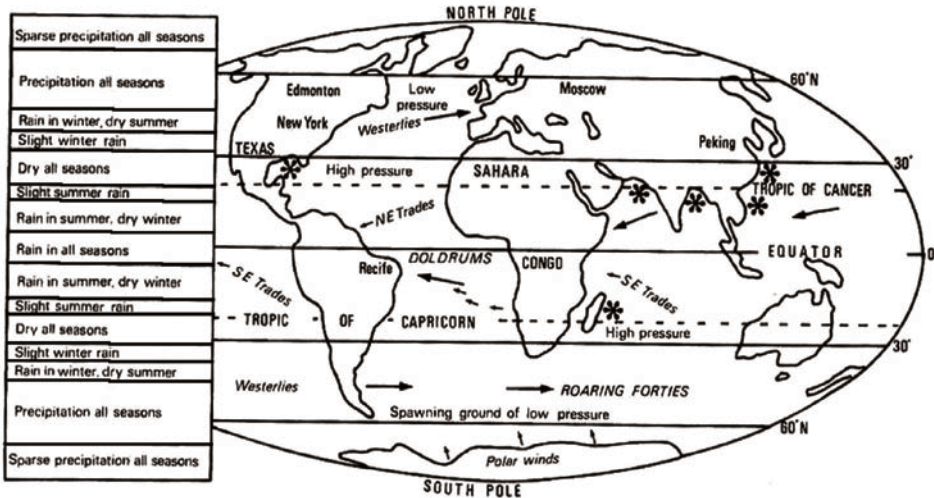 NORTH POLE
Sparse precipitation all seasons
Precipitation all seasons
Rain in winter, dry summer
Slight winter rain
Dry all seasons
Slight summer rain
Rain in summer, dry winter
Rain in all seasons
Rain in summer, dry winter
Slight summer rain
Dry all seasons
Slight winter rain
Rain in winter, dry summer
Precipitation all seasons
Sparse precipitation all seasons
60°N
Edmonton
Low
pressure
Moscow
New York
Westerlies
Peking
TEXAS
30°
High pressure
SAHARA
TROPIC OF CANCER
NE Trades
EQUATOR
0
DOLDRUMS
CONGO
Recife
SE Trades
SE Trades
TROPIC OF CAPRICORN
High pressure
30°
Westerlies
ROARING FORTIES
Spawning ground of low pressure
60°N
Polar winds
SOUTH POLE